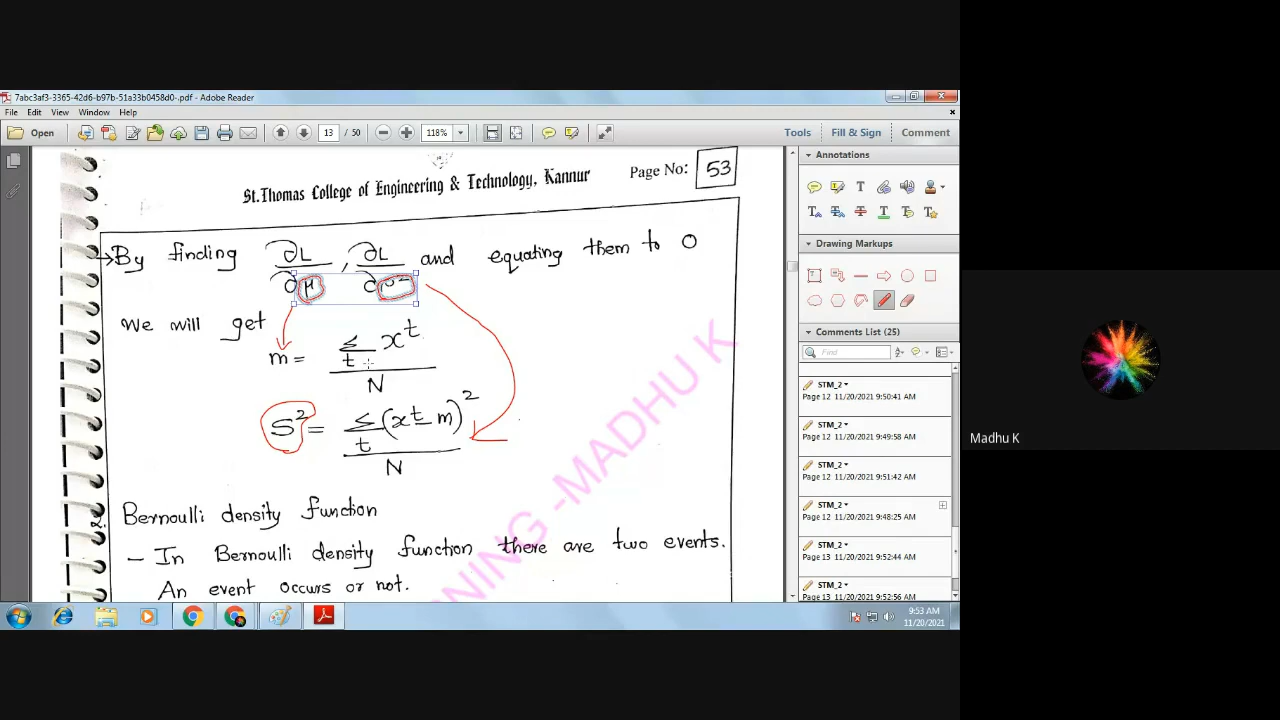 7abc3af3-3365-42d6-b97b-51a33b0458d0-.pdf - Adobe Reader
File Edit View Window Help
Open 13 / 50 118% Tools Fill & Sign Comment
St.Thomas College of Engineering & Technology, Kannur Page No: 53
→By finding ∂L/∂μ, ∂L/∂σ² and equating them to 0
We will get
m = Σ_t x^t / N
S² = Σ_t (x^t - m)² / N
2. Bernoulli density function
- In Bernoulli density function there are two events.
An event occurs or not.
NING -MADHU K
Annotations
Drawing Markups
Comments List (25)
Find
STM_2
Page 12 11/20/2021 9:50:41 AM
STM_2
Page 12 11/20/2021 9:49:58 AM
STM_2
Page 12 11/20/2021 9:51:42 AM
STM_2
Page 12 11/20/2021 9:48:25 AM
STM_2
Page 13 11/20/2021 9:52:44 AM
STM_2
Page 13 11/20/2021 9:52:56 AM
9:53 AM
11/20/2021
Madhu K